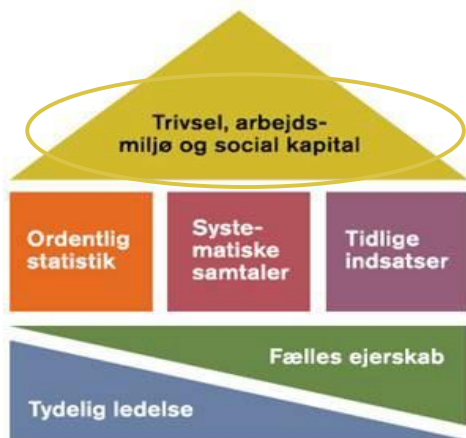 Trivsel, arbejds-
miljø og social kapital
Ordentlig
statistik
Syste-
matiske
samtaler
Tidlige
indsatser
Fælles ejerskab
Tydelig ledelse